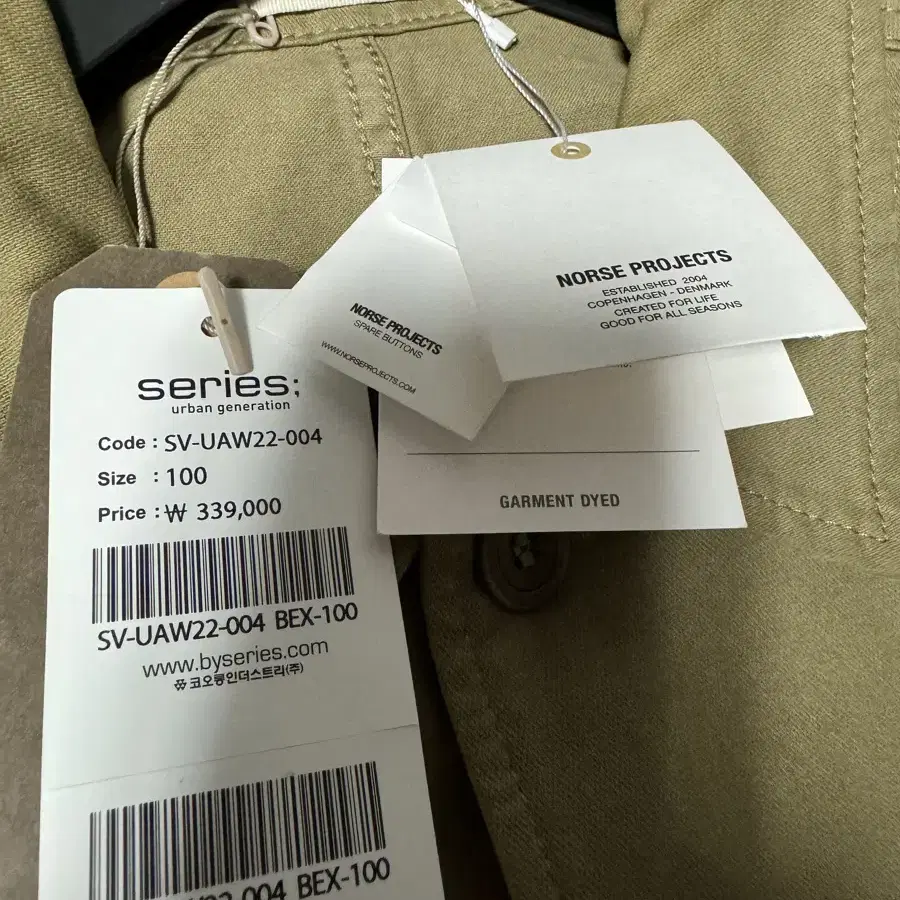 series;
urban generation
Code : SV-UAW22-004
Size : 100
Price : ₩ 339,000
SV-UAW22-004 BEX-100
www.byseries.com
코오롱인더스트리(주)
BEX-100
NORSE PROJECTS
SPARE BUTTONS
WWW.NORSEPROJECTS.COM
NORSE PROJECTS
ESTABLISHED 2004
COPENHAGEN - DENMARK
CREATED FOR LIFE
GOOD FOR ALL SEASONS
GARMENT DYED